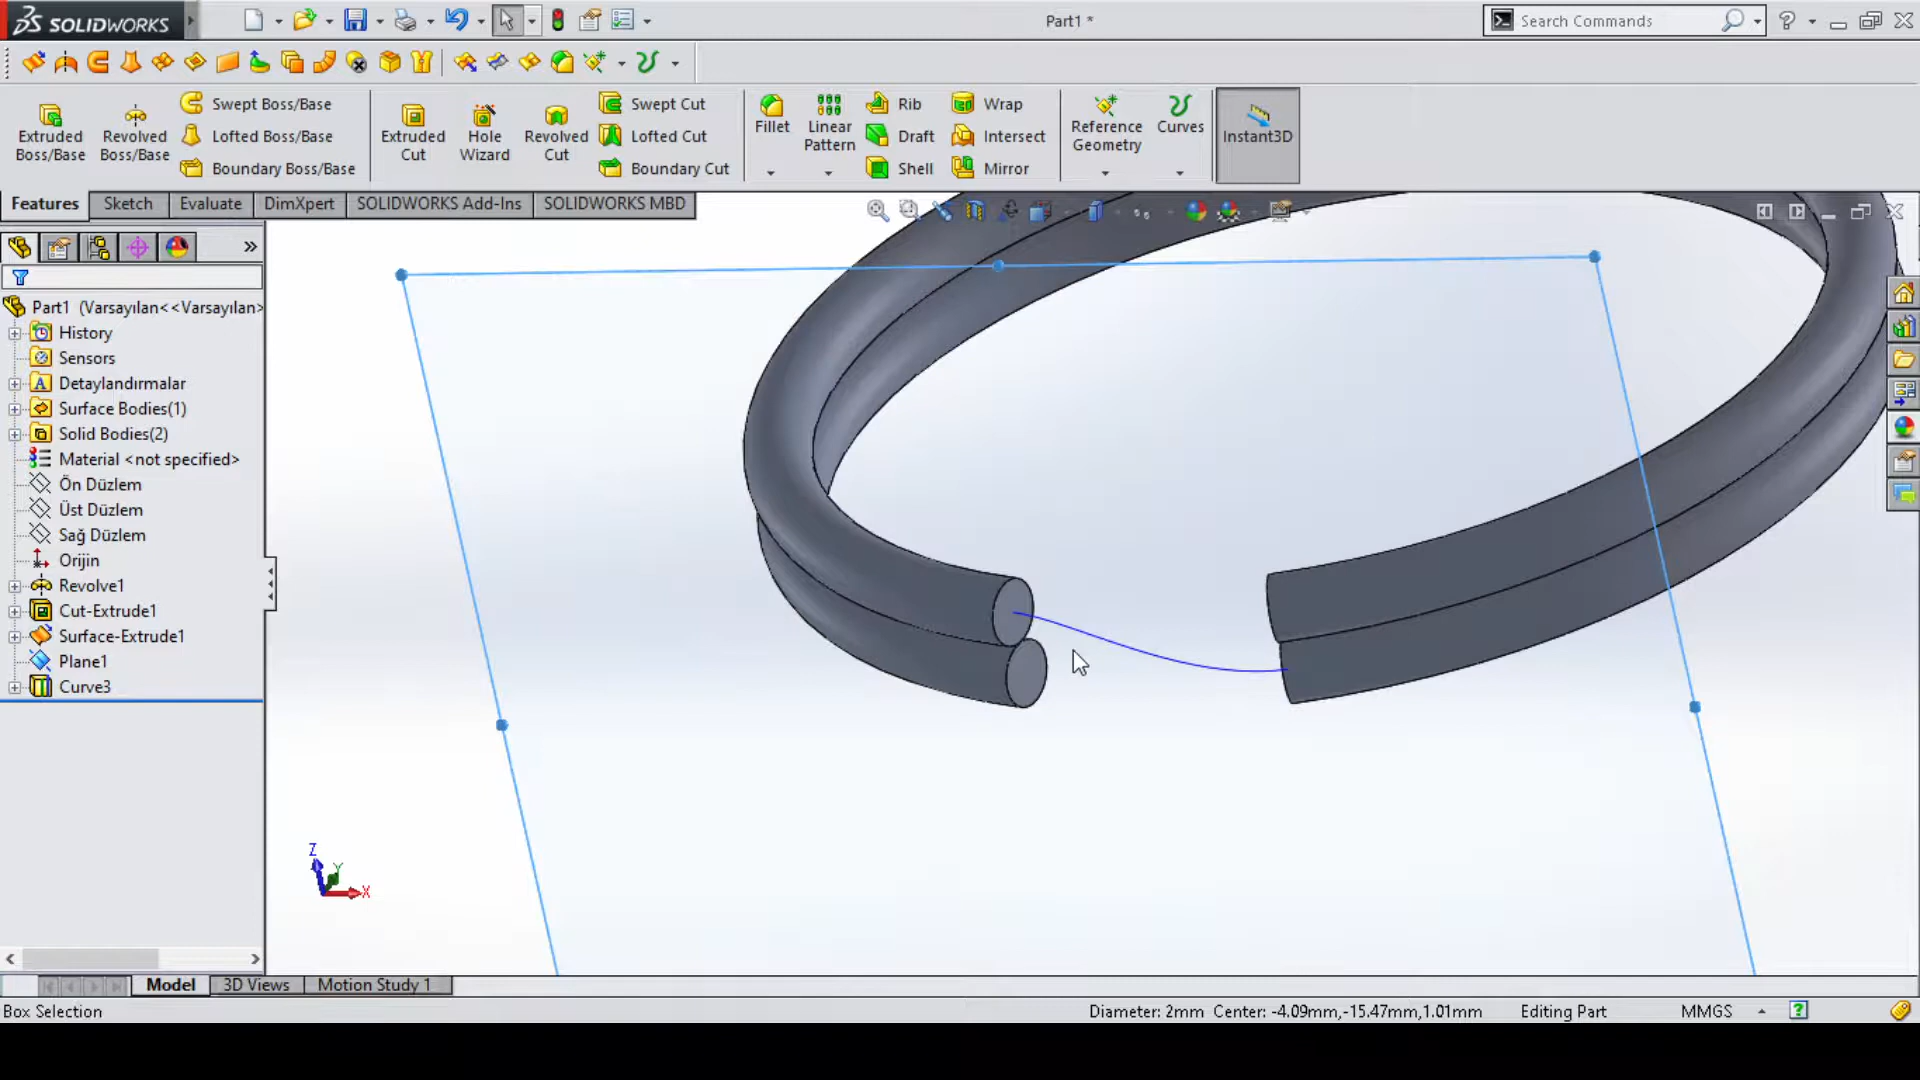 SOLIDWORKS
Part1 *
Search Commands
Extruded Boss/Base
Revolved Boss/Base
Swept Boss/Base
Lofted Boss/Base
Boundary Boss/Base
Extruded Cut
Hole Wizard
Revolved Cut
Swept Cut
Lofted Cut
Boundary Cut
Fillet
Linear Pattern
Rib
Draft
Shell
Wrap
Intersect
Mirror
Reference Geometry
Curves
Instant3D
Features
Sketch
Evaluate
DimXpert
SOLIDWORKS Add-Ins
SOLIDWORKS MBD
Part1 (Varsayılan<<Varsayılan>
History
Sensors
Detaylandırmalar
Surface Bodies(1)
Solid Bodies(2)
Material <not specified>
Ön Düzlem
Üst Düzlem
Sağ Düzlem
Orijin
Revolve1
Cut-Extrude1
Surface-Extrude1
Plane1
Curve3
Z
Y
X
Model
3D Views
Motion Study 1
Box Selection
Diameter: 2mm Center: -4.09mm,-15.47mm,1.01mm
Editing Part
MMGS